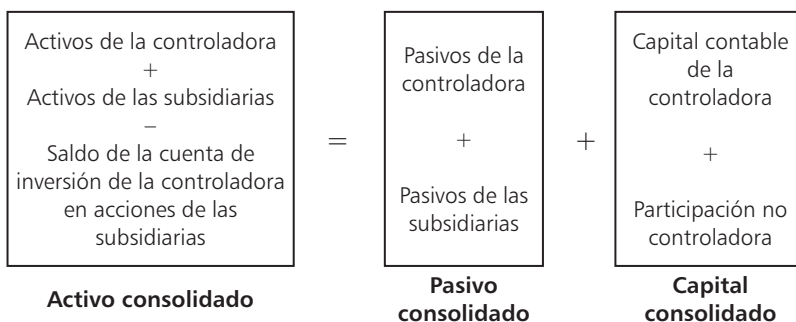 Activos de la controladora
+
Activos de las subsidiarias
–
Saldo de la cuenta de
inversión de la controladora
en acciones de las
subsidiarias
Activo consolidado
=
Pasivos de la
controladora
+
Pasivos de las
subsidiarias
Pasivo
consolidado
+
Capital contable
de la
controladora
+
Participación no
controladora
Capital
consolidado